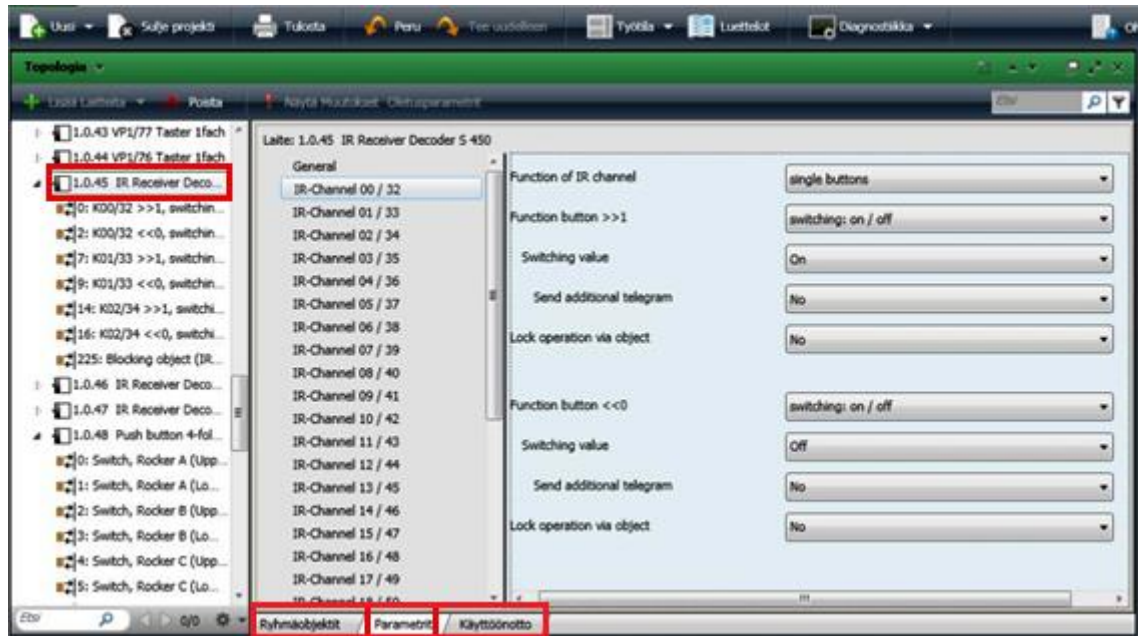 Uusi Sulje projekti Tulosta Peru Tee uudelleen Työtila Luettelot Diagnostiikka
Topologia
Lisää Laitteita Poista Näytä Muutokset Oletusparametrit Etsi
1.0.43 VP1/77 Taster 1fach
1.0.44 VP1/76 Taster 1fach
1.0.45 IR Receiver Deco...
0: K00/32 >>1, switchin...
2: K00/32 <<0, switchin...
7: K01/33 >>1, switchin...
9: K01/33 <<0, switchin...
14: K02/34 >>1, switchi...
16: K02/34 <<0, switchi...
225: Blocking object (IR...
1.0.46 IR Receiver Deco...
1.0.47 IR Receiver Deco...
1.0.48 Push button 4-fol...
0: Switch, Rocker A (Upp...
1: Switch, Rocker A (Lo...
2: Switch, Rocker B (Upp...
3: Switch, Rocker B (Lo...
4: Switch, Rocker C (Upp...
5: Switch, Rocker C (Lo...
Etsi 0/0
Laite: 1.0.45 IR Receiver Decoder S 450
General
IR-Channel 00 / 32
IR-Channel 01 / 33
IR-Channel 02 / 34
IR-Channel 03 / 35
IR-Channel 04 / 36
IR-Channel 05 / 37
IR-Channel 06 / 38
IR-Channel 07 / 39
IR-Channel 08 / 40
IR-Channel 09 / 41
IR-Channel 10 / 42
IR-Channel 11 / 43
IR-Channel 12 / 44
IR-Channel 13 / 45
IR-Channel 14 / 46
IR-Channel 15 / 47
IR-Channel 16 / 48
IR-Channel 17 / 49
IR-Channel 18 / 50
Function of IR channel single buttons
Function button >>1 switching: on / off
Switching value On
Send additional telegram No
Lock operation via object No
Function button <<0 switching: on / off
Switching value Off
Send additional telegram No
Lock operation via object No
Ryhmäobjektit Parametrit Käyttöönotto